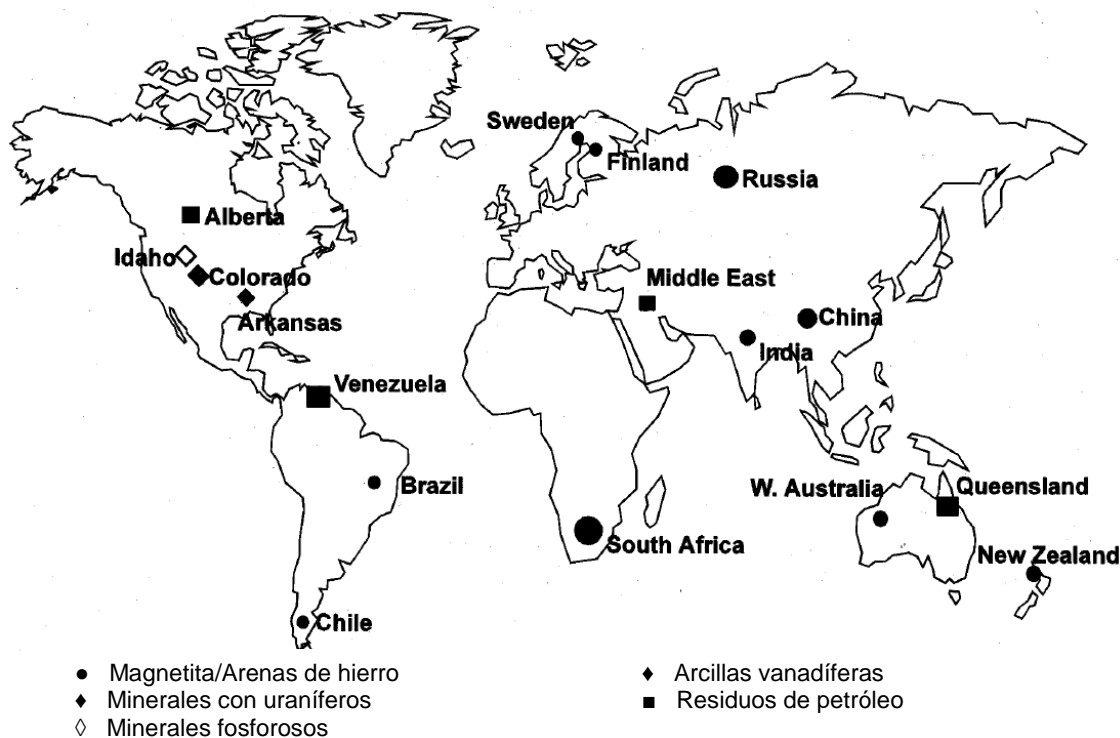 Sweden
Finland
Russia
Alberta
Idaho
Colorado
Arkansas
Middle East
China
India
Venezuela
Brazil
W. Australia
Queensland
South Africa
New Zealand
Chile
● Magnetita/Arenas de hierro
♦ Minerales con uraníferos
◊ Minerales fosforosos
♦ Arcillas vanadíferas
■ Residuos de petróleo